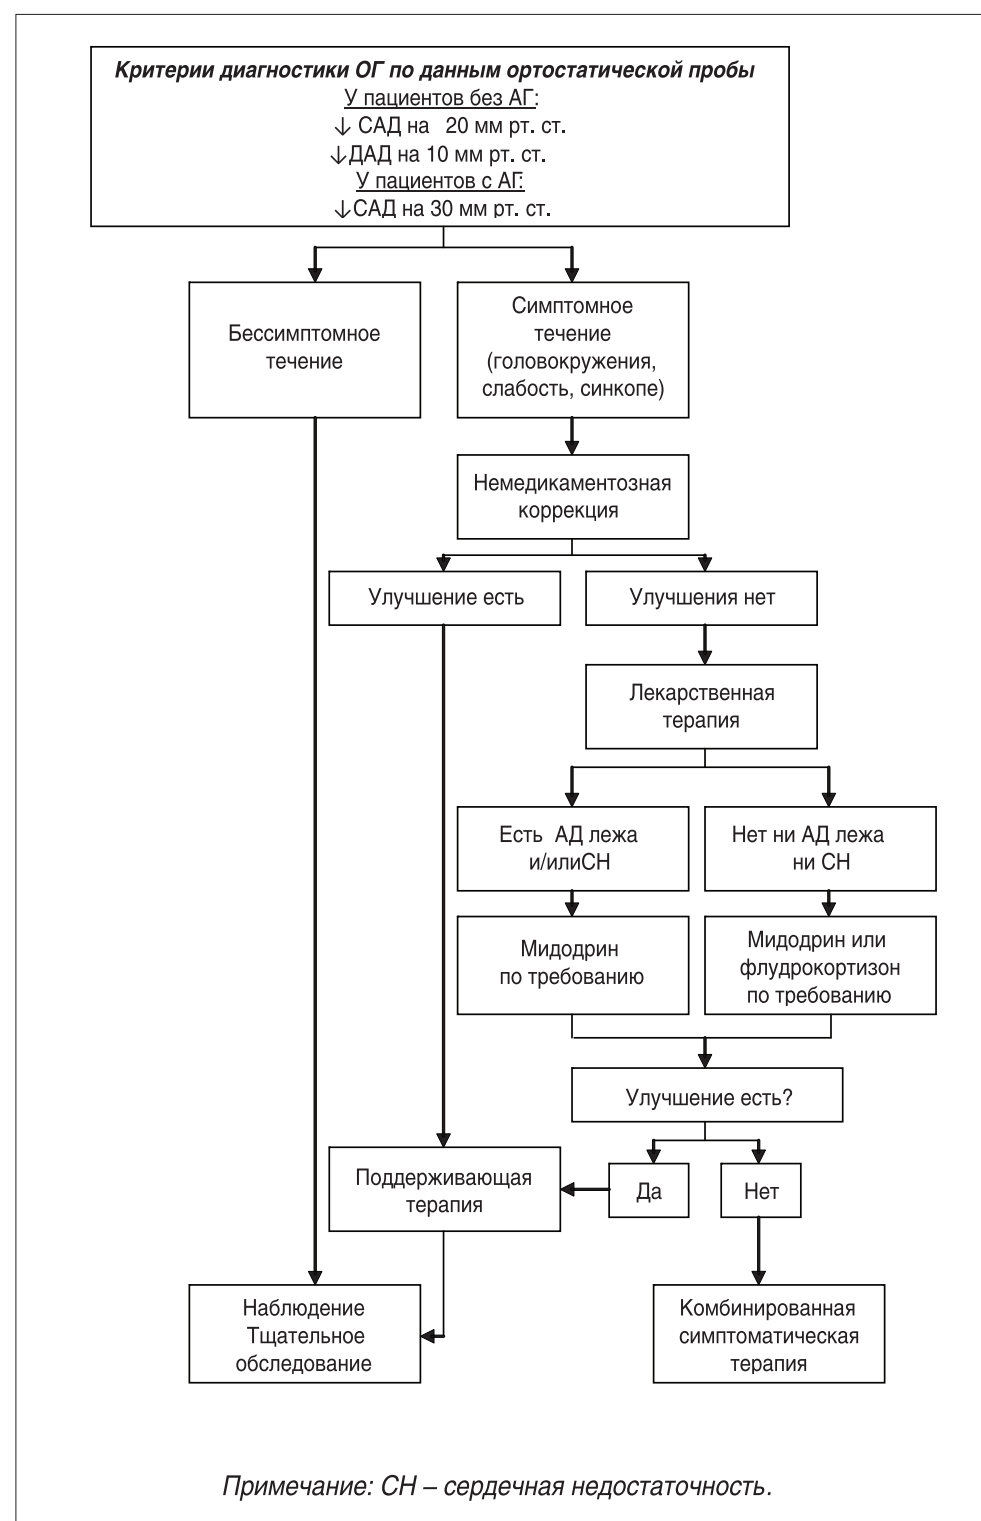 Критерии диагностики ОГ по данным ортостатической пробы
У пациентов без АГ:
↓ САД на 20 мм рт. ст.
↓ДАД на 10 мм рт. ст.
У пациентов с АГ:
↓САД на 30 мм рт. ст.
Бессимптомное
течение
Симптомное
течение
(головокружения,
слабость, синкопе)
Немедикаментозная
коррекция
Улучшение есть
Улучшения нет
Лекарственная
терапия
Есть АД лежа
и/илиСН
Нет ни АД лежа
ни СН
Мидодрин
по требованию
Мидодрин или
флудрокортизон
по требованию
Улучшение есть?
Поддерживающая
терапия
Да
Нет
Наблюдение
Тщательное
обследование
Комбинированная
симптоматическая
терапия
Примечание: СН – сердечная недостаточность.